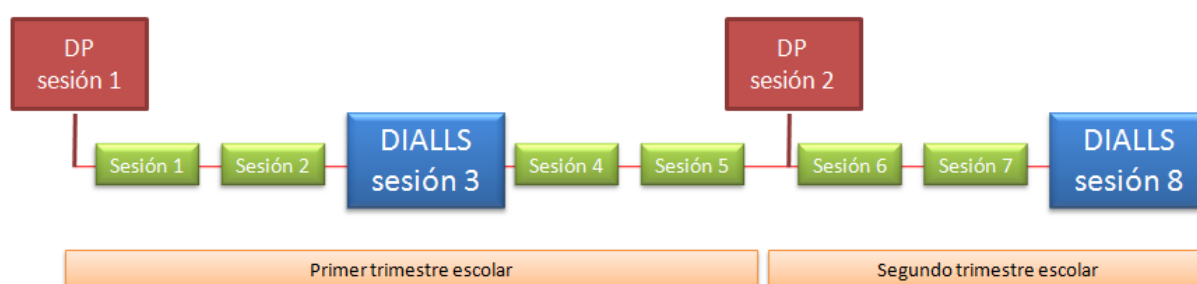 DP
sesión 1
DP
sesión 2
Sesión 1
Sesión 2
DIALLS
sesión 3
Sesión 4
Sesión 5
Sesión 6
Sesión 7
DIALLS
sesión 8
Primer trimestre escolar
Segundo trimestre escolar